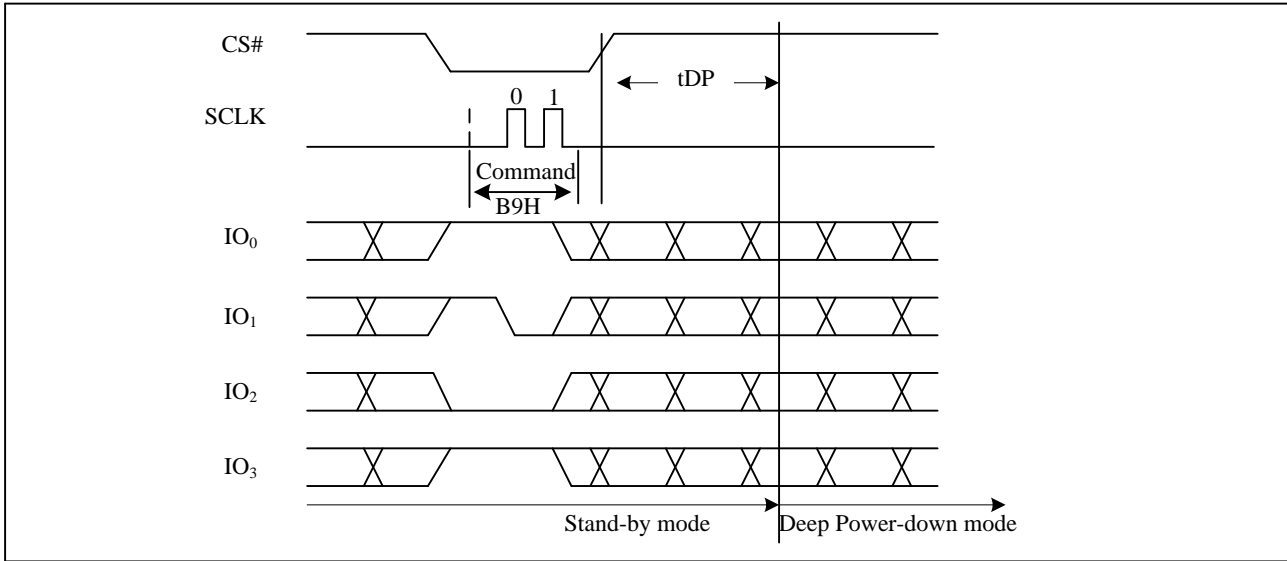 CS#
tDP
SCLK
0 1
Command
B9H
IO0
IO1
IO2
IO3
Stand-by mode
Deep Power-down mode